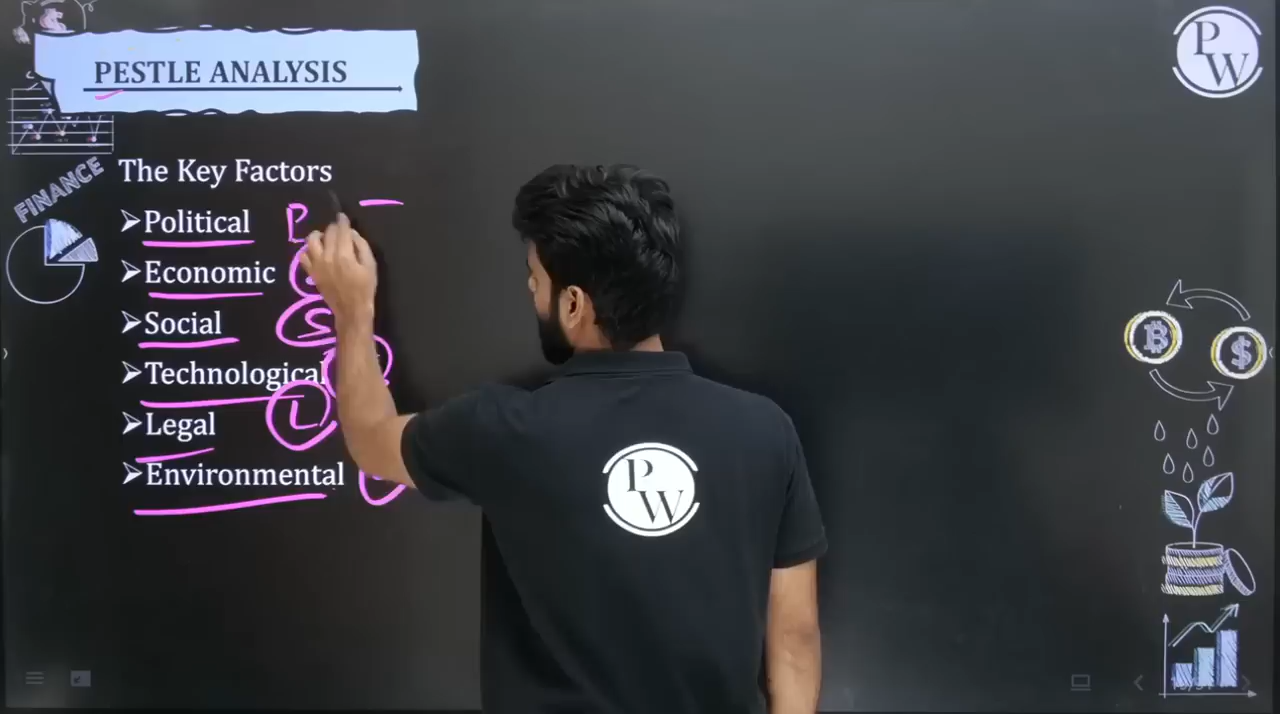 PESTLE ANALYSIS
FINANCE
The Key Factors
➢Political P
➢Economic
➢Social S
➢Technological
➢Legal L
➢Environmental
P
W
P
W